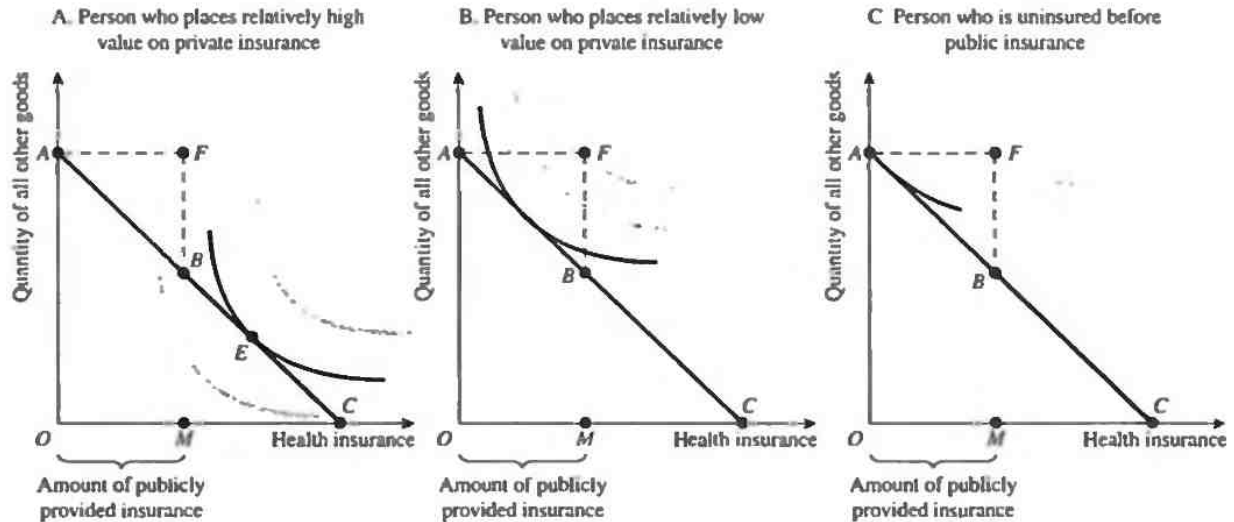 A. Person who places relatively high
value on private insurance
B. Person who places relatively low
value on private insurance
C Person who is uninsured before
public insurance
Quantity of all other goods
A
F
B
E
C
O
M
Health insurance
Amount of publicly
provided insurance
Quantity of all other goods
A
F
B
C
O
M
Health insurance
Amount of publicly
provided insurance
Quantity of all other goods
A
F
B
C
O
M
Health insurance
Amount of publicly
provided insurance